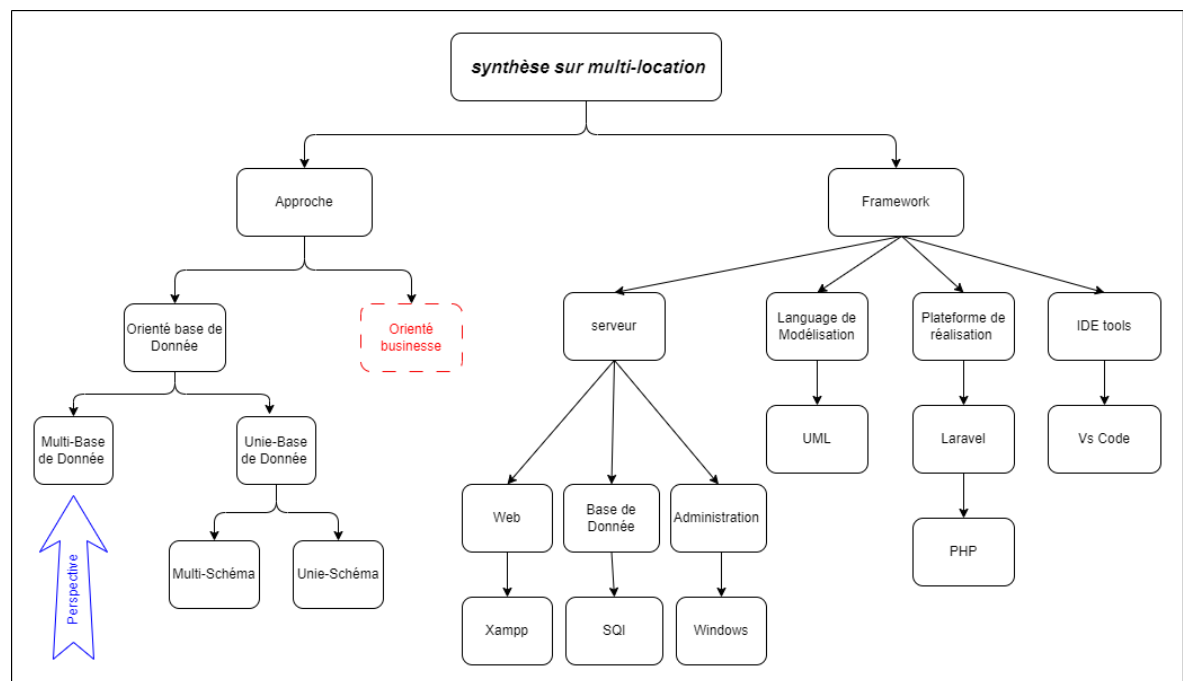 synthèse sur multi-location
Approche
Framework
Orienté base de
Donnée
Orienté
businesse
serveur
Language de
Modélisation
Plateforme de
réalisation
IDE tools
Multi-Base
de Donnée
Unie-Base
de Donnée
UML
Laravel
Vs Code
Web
Base de
Donnée
Administration
PHP
Multi-Schéma
Unie-Schéma
Perspective
Xampp
SQl
Windows